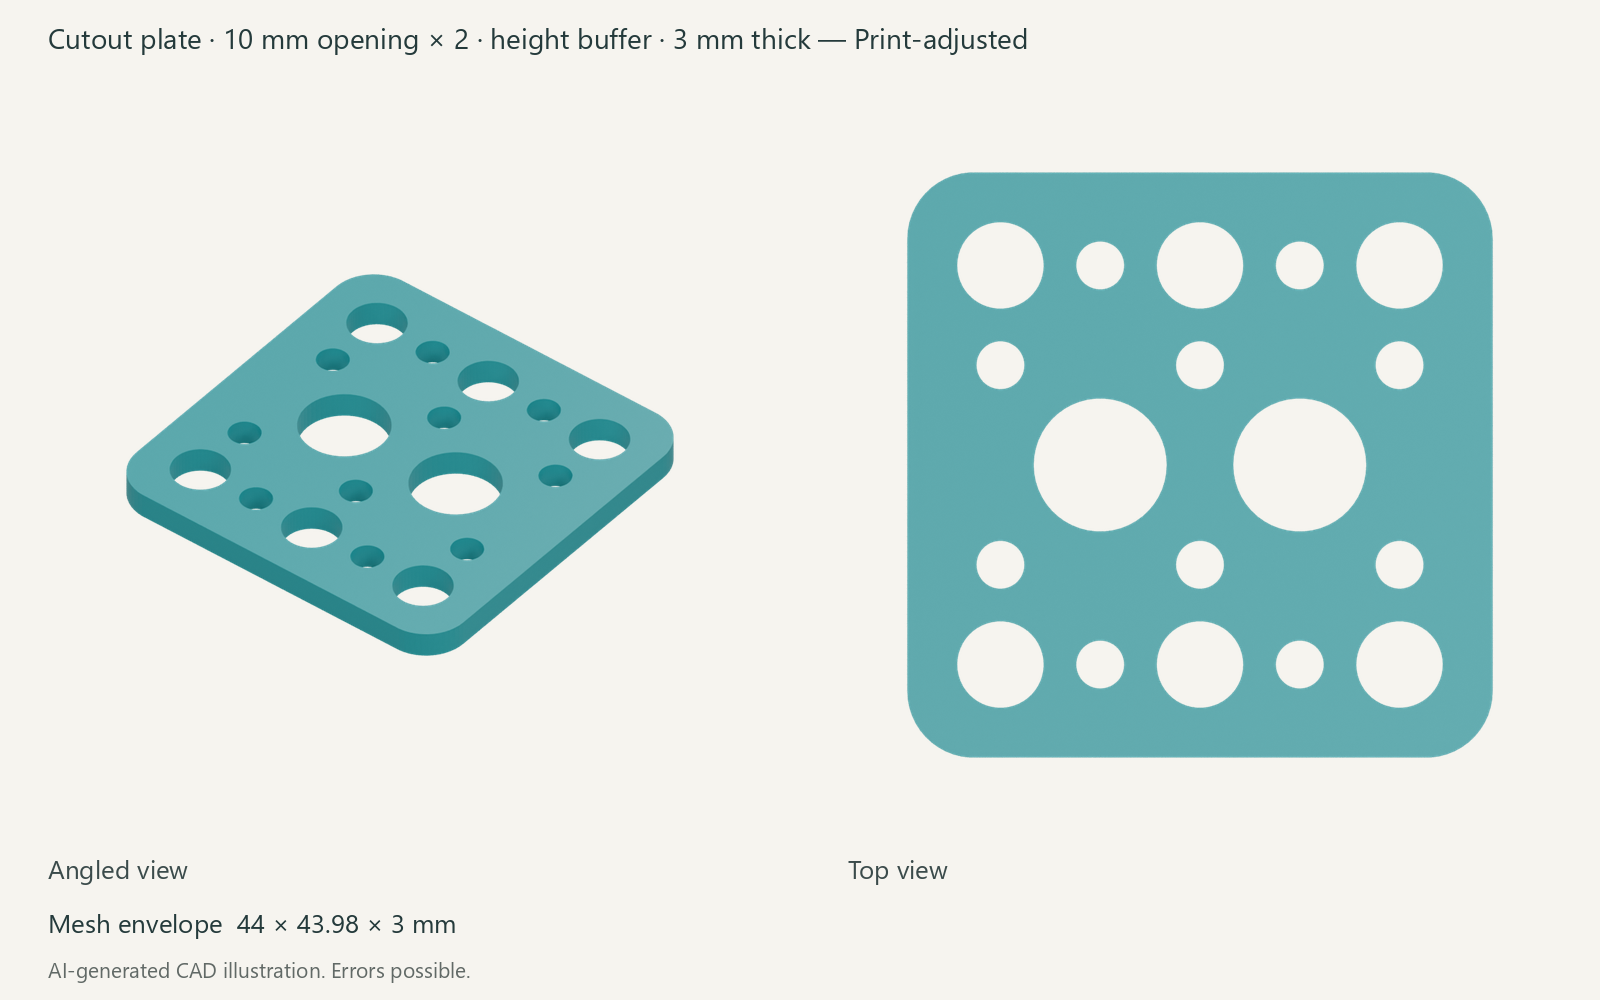 Cutout plate · 10 mm opening × 2 · height buffer · 3 mm thick — Print-adjusted
Angled view
Top view
Mesh envelope 44 × 43.98 × 3 mm
AI-generated CAD illustration. Errors possible.